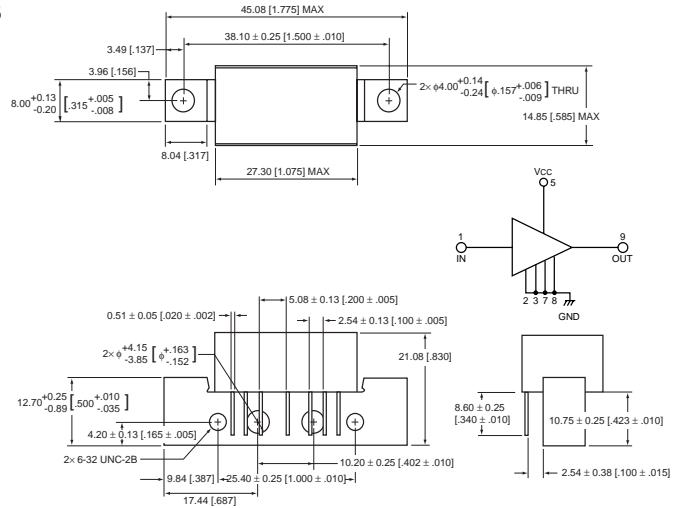 45.08 [1.775] MAX
38.10 ± 0.25 [1.500 ± .010]
3.49 [.137]
3.96 [.156]
8.00 +0.13 -0.20 [.315 +.005 -.008]
2× ϕ4.00 +0.14 -0.24 [ϕ.157 +.006 -.009] THRU
14.85 [.585] MAX
8.04 [.317]
27.30 [1.075] MAX
VCC
5
1
IN
9
OUT
2 3 7 8
GND
5.08 ± 0.13 [.200 ± .005]
0.51 ± 0.05 [.020 ± .002]
2.54 ± 0.13 [.100 ± .005]
2× ϕ +4.15 -3.85 [ϕ +.163 -.152]
21.08 [.830]
12.70 +0.25 -0.89 [.500 +.010 -.035]
8.60 ± 0.25
[.340 ± .010]
10.75 ± 0.25 [.423 ± .010]
4.20 ± 0.13 [.165 ± .005]
2× 6-32 UNC-2B
10.20 ± 0.25 [.402 ± .010]
2.54 ± 0.38 [.100 ± .015]
9.84 [.387]
25.40 ± 0.25 [1.000 ± .010]
17.44 [.687]